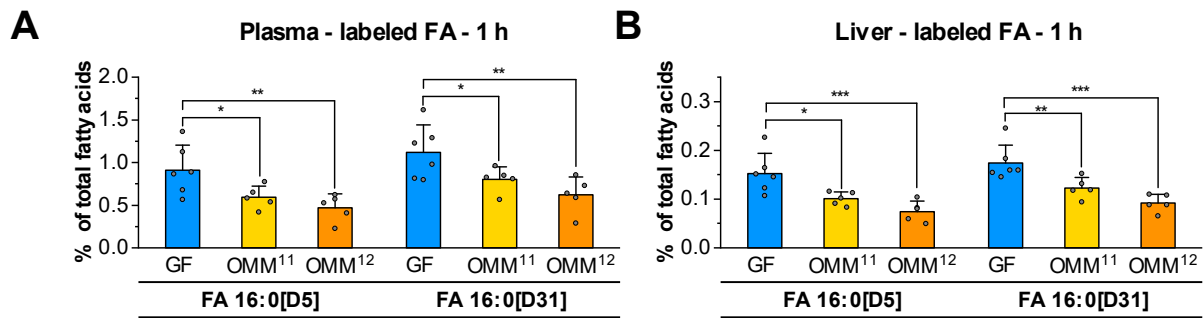 A
Plasma - labeled FA - 1 h
% of total fatty acids
2.0
1.5
1.0
0.5
0.0
*
**
*
**
GF
OMM¹¹
OMM¹²
GF
OMM¹¹
OMM¹²
FA 16:0[D5]
FA 16:0[D31]
B
Liver - labeled FA - 1 h
% of total fatty acids
0.3
0.2
0.1
0.0
*
***
**
***
GF
OMM¹¹
OMM¹²
GF
OMM¹¹
OMM¹²
FA 16:0[D5]
FA 16:0[D31]